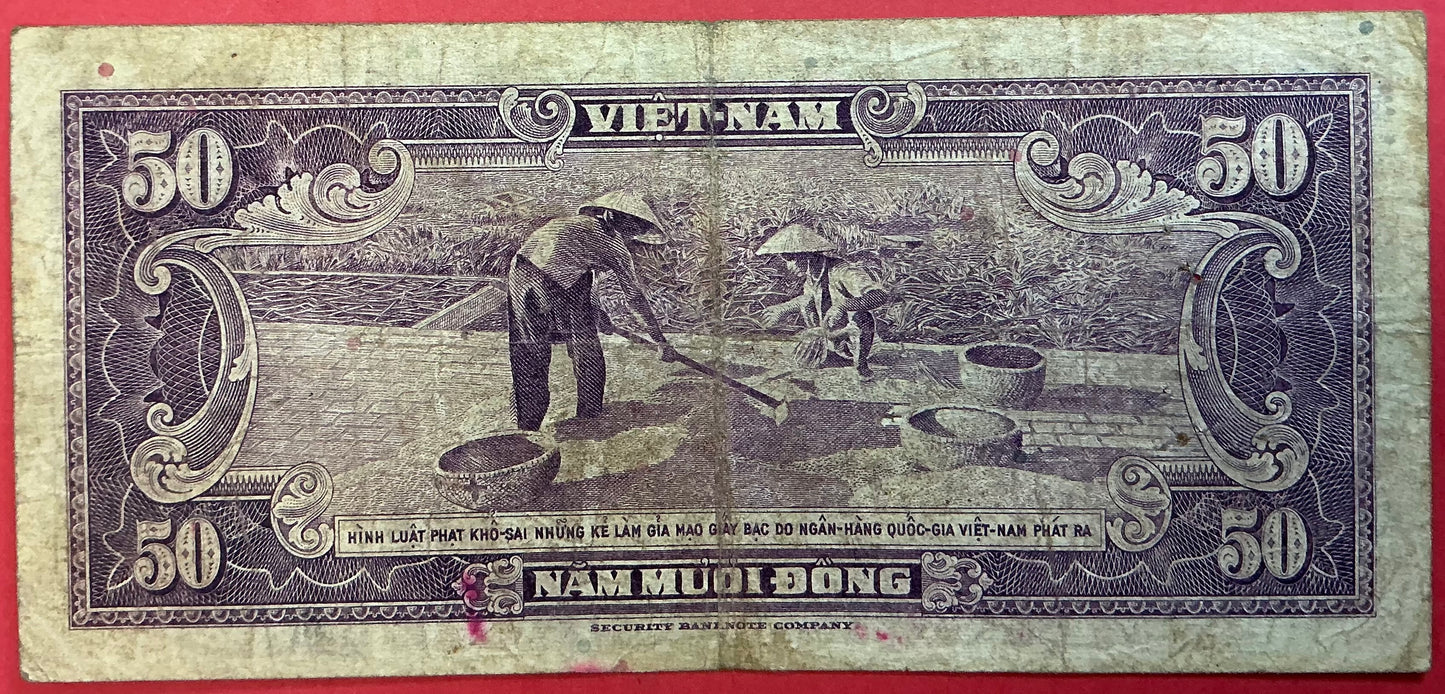 VIỆT-NAM
50 50
HÌNH LUẬT PHẠT KHỔ-SAI NHỮNG KẺ LÀM GIẢ MẠO GIẤY BẠC DO NGÂN-HÀNG QUỐC-GIA VIỆT-NAM PHÁT RA
50 NĂM MƯƠI ĐỒNG 50
SECURITY BANKNOTE COMPANY